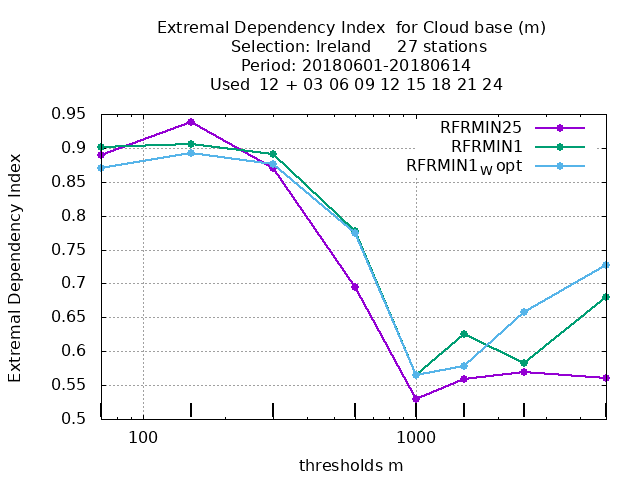 Extremal Dependency Index  for Cloud base (m)
Selection: Ireland     27 stations
Period: 20180601-20180614
Used  12 + 03 06 09 12 15 18 21 24
RFRMIN25
RFRMIN1
RFRMIN1W opt
Extremal Dependency Index
0.95
0.9
0.85
0.8
0.75
0.7
0.65
0.6
0.55
0.5
100
1000
thresholds m